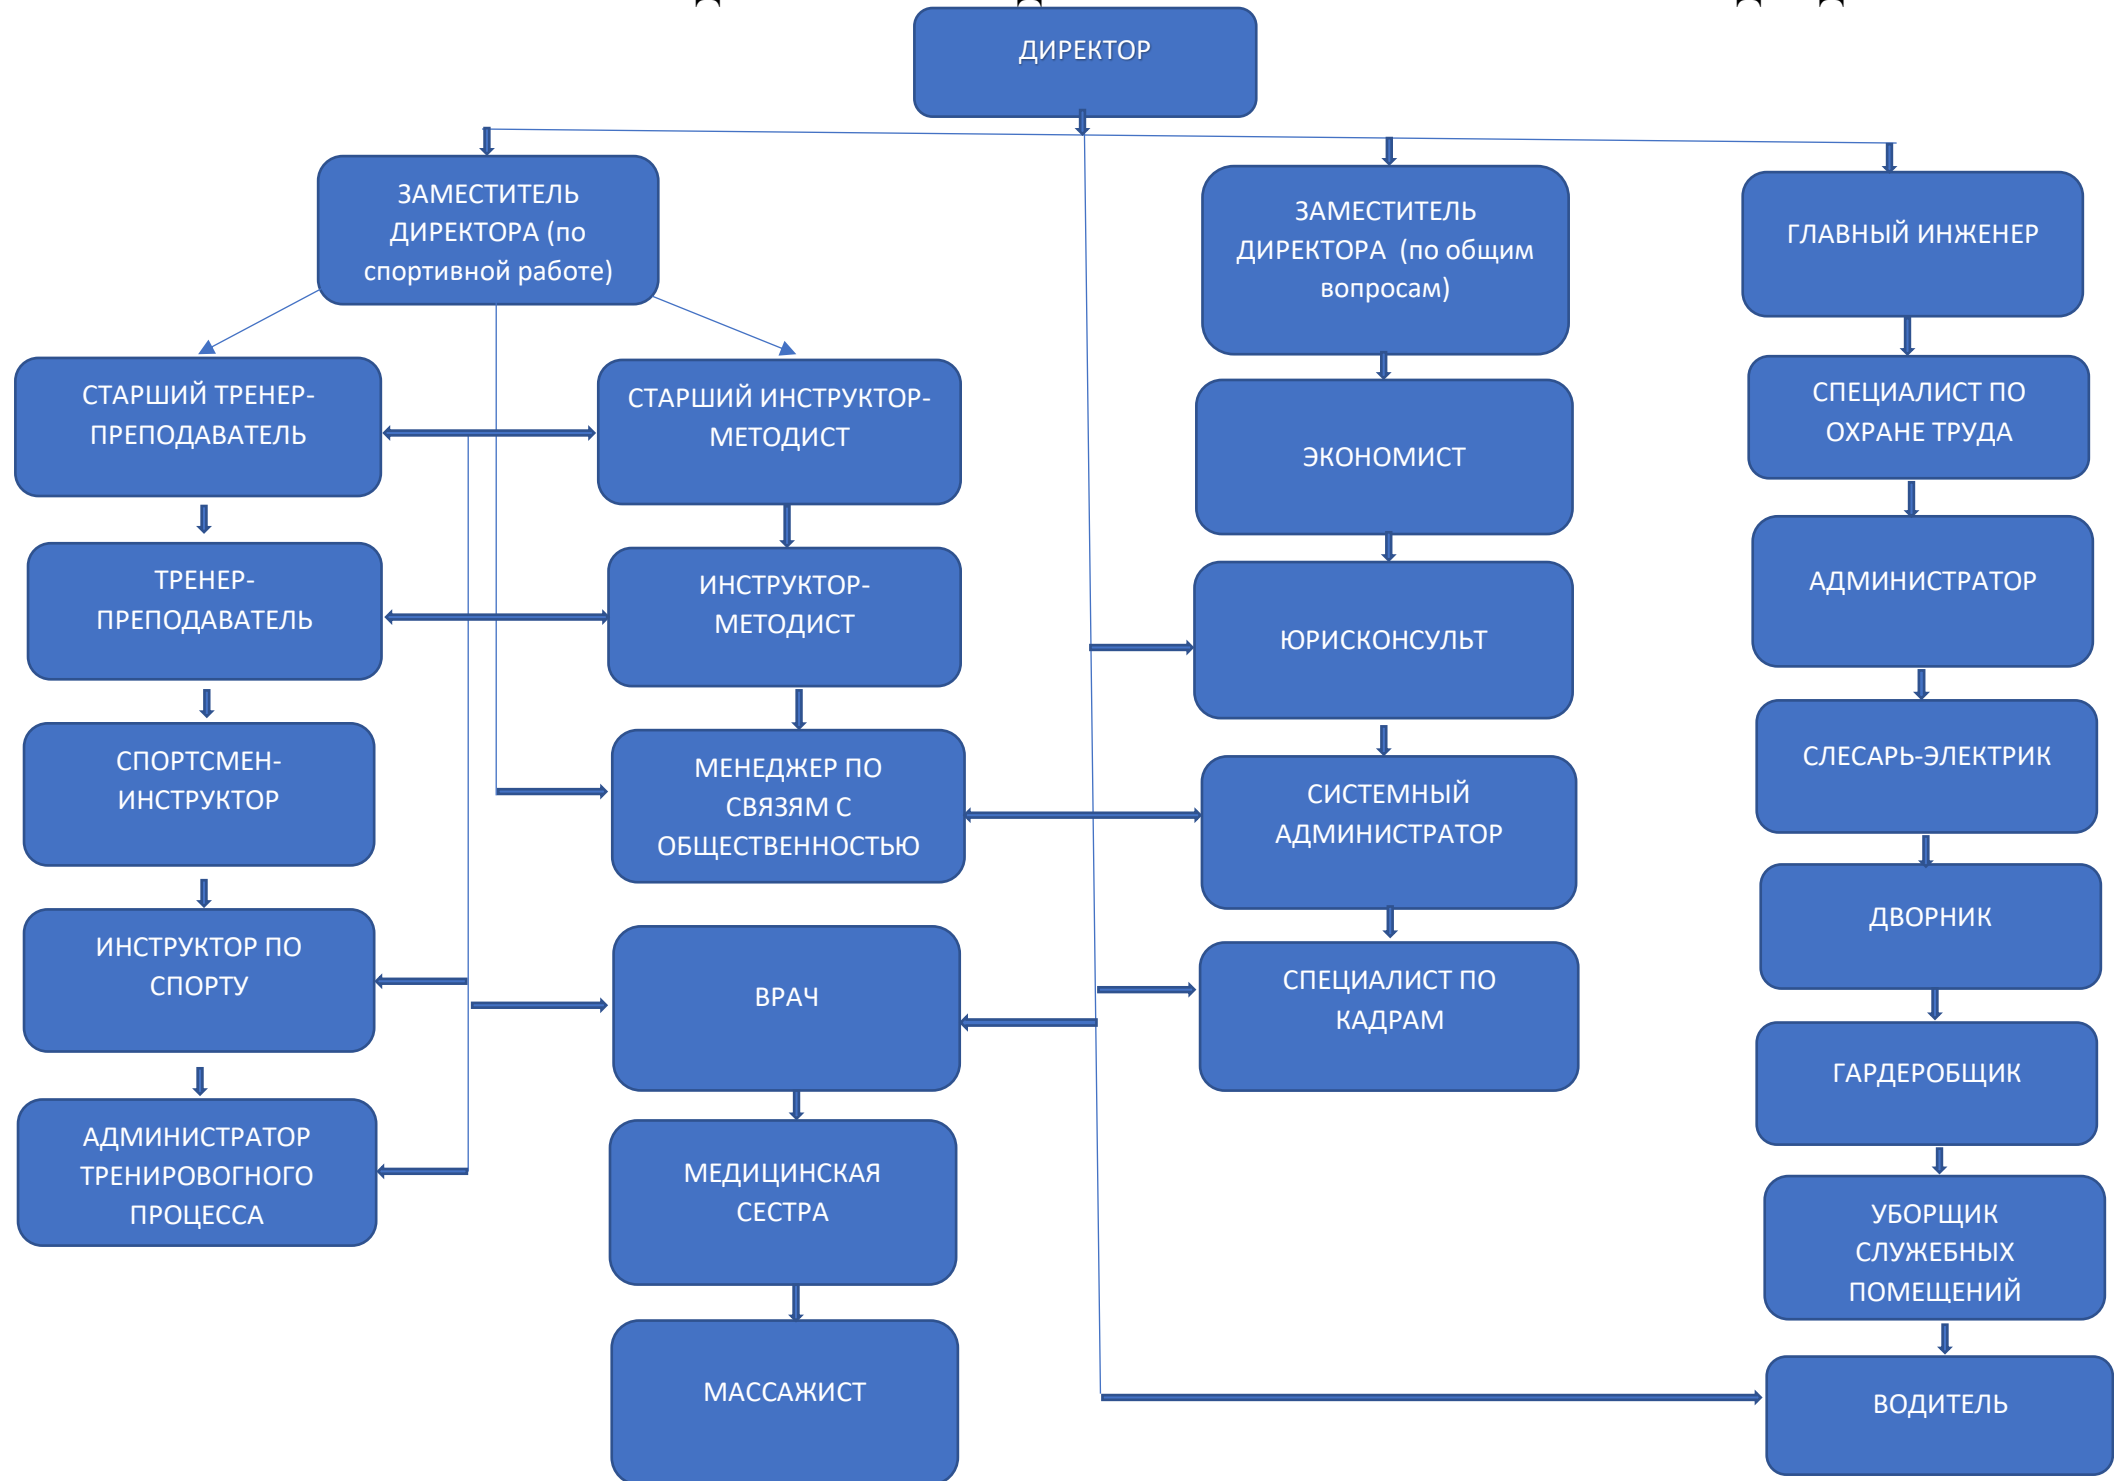 ДИРЕКТОР
ЗАМЕСТИТЕЛЬ
ДИРЕКТОРА (по
спортивной работе)
ЗАМЕСТИТЕЛЬ
ДИРЕКТОРА (по общим
вопросам)
ГЛАВНЫЙ ИНЖЕНЕР
СТАРШИЙ ТРЕНЕР-
ПРЕПОДАВАТЕЛЬ
СТАРШИЙ ИНСТРУКТОР-
МЕТОДИСТ
ЭКОНОМИСТ
СПЕЦИАЛИСТ ПО
ОХРАНЕ ТРУДА
ТРЕНЕР-
ПРЕПОДАВАТЕЛЬ
ИНСТРУКТОР-
МЕТОДИСТ
ЮРИСКОНСУЛЬТ
АДМИНИСТРАТОР
СПОРТСМЕН-
ИНСТРУКТОР
МЕНЕДЖЕР ПО
СВЯЗЯМ С
ОБЩЕСТВЕННОСТЬЮ
СИСТЕМНЫЙ
АДМИНИСТРАТОР
СЛЕСАРЬ-ЭЛЕКТРИК
ИНСТРУКТОР ПО
СПОРТУ
ВРАЧ
СПЕЦИАЛИСТ ПО
КАДРАМ
ДВОРНИК
ГАРДЕРОБЩИК
АДМИНИСТРАТОР
ТРЕНИРОВОГНОГО
ПРОЦЕССА
МЕДИЦИНСКАЯ
СЕСТРА
УБОРЩИК
СЛУЖЕБНЫХ
ПОМЕЩЕНИЙ
МАССАЖИСТ
ВОДИТЕЛЬ